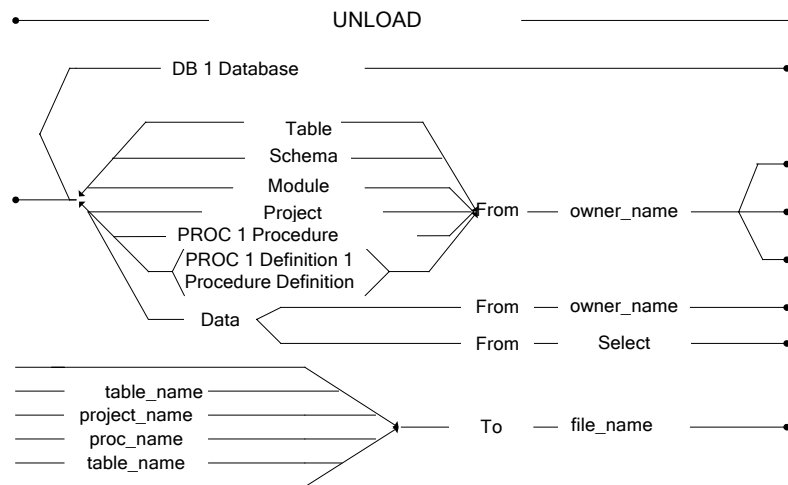 UNLOAD
DB 1 Database
Table
Schema
Module
Project
From owner_name
PROC 1 Procedure
PROC 1 Definition 1
Procedure Definition
Data
From owner_name
From Select
table_name
project_name
proc_name
table_name
To file_name